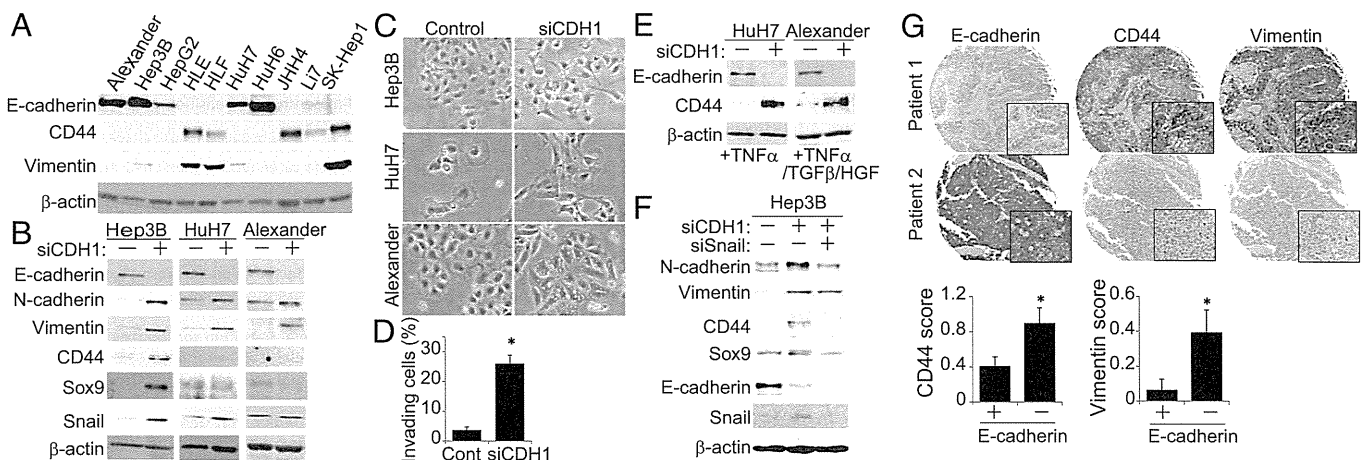 A
Alexander
Hep3B
HepG2
HLE
HLF
HuH7
HuH6
JHH4
Li7
SK-Hep1
E-cadherin
CD44
Vimentin
β-actin
B
Hep3B HuH7 Alexander
siCDH1: − + − + − +
E-cadherin
N-cadherin
Vimentin
CD44
Sox9
Snail
β-actin
C
Control siCDH1
Hep3B
HuH7
Alexander
D
Invading cells (%)
30
20
10
0
Cont siCDH1
*
E
HuH7 Alexander
siCDH1: − + − +
E-cadherin
CD44
β-actin
+TNFα +TNFα
/TGFβ/HGF
F
Hep3B
siCDH1: − + +
siSnail: − − +
N-cadherin
Vimentin
CD44
Sox9
E-cadherin
Snail
β-actin
G
E-cadherin CD44 Vimentin
Patient 1
Patient 2
CD44 score
1.2
0.8
0.4
0
*
+ −
E-cadherin
Vimentin score
0.6
0.4
0.2
0
*
+ −
E-cadherin